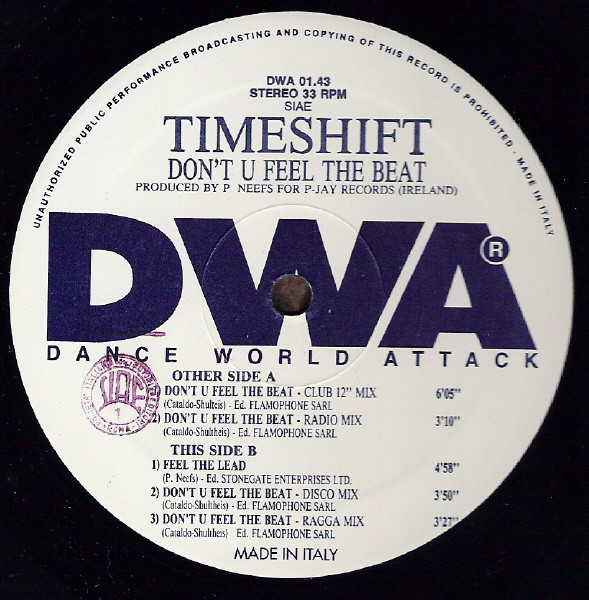 UNAUTHORIZED PUBLIC PERFORMANCE BROADCASTING AND COPYING OF THIS RECORD IS PROHIBITED - MADE IN ITALY
DWA 01.43
STEREO 33 RPM
SIAE
TIMESHIFT
DON'T U FEEL THE BEAT
PRODUCED BY P NEEFS FOR P-JAY RECORDS (IRELAND)
DWA®
DANCE WORLD ATTACK
OTHER SIDE A
1) DON'T U FEEL THE BEAT - CLUB 12" MIX 6'05"
(Cataldo-Shulteis) - Ed. FLAMOPHONE SARL
2) DON'T U FEEL THE BEAT - RADIO MIX 3'10"
(Cataldo-Shultheis) - Ed. FLAMOPHONE SARL
THIS SIDE B
1) FEEL THE LEAD 4'58"
(P. Neefs) - Ed. STONEGATE ENTERPRISES LTD.
2) DON'T U FEEL THE BEAT - DISCO MIX 3'50"
(Cataldo-Shultheis) - Ed. FLAMOPHONE SARL
3) DON'T U FEEL THE BEAT - RAGGA MIX 3'27"
(Cataldo-Shultheis) Ed. FLAMOPHONE SARL
MADE IN ITALY
SIAE
1